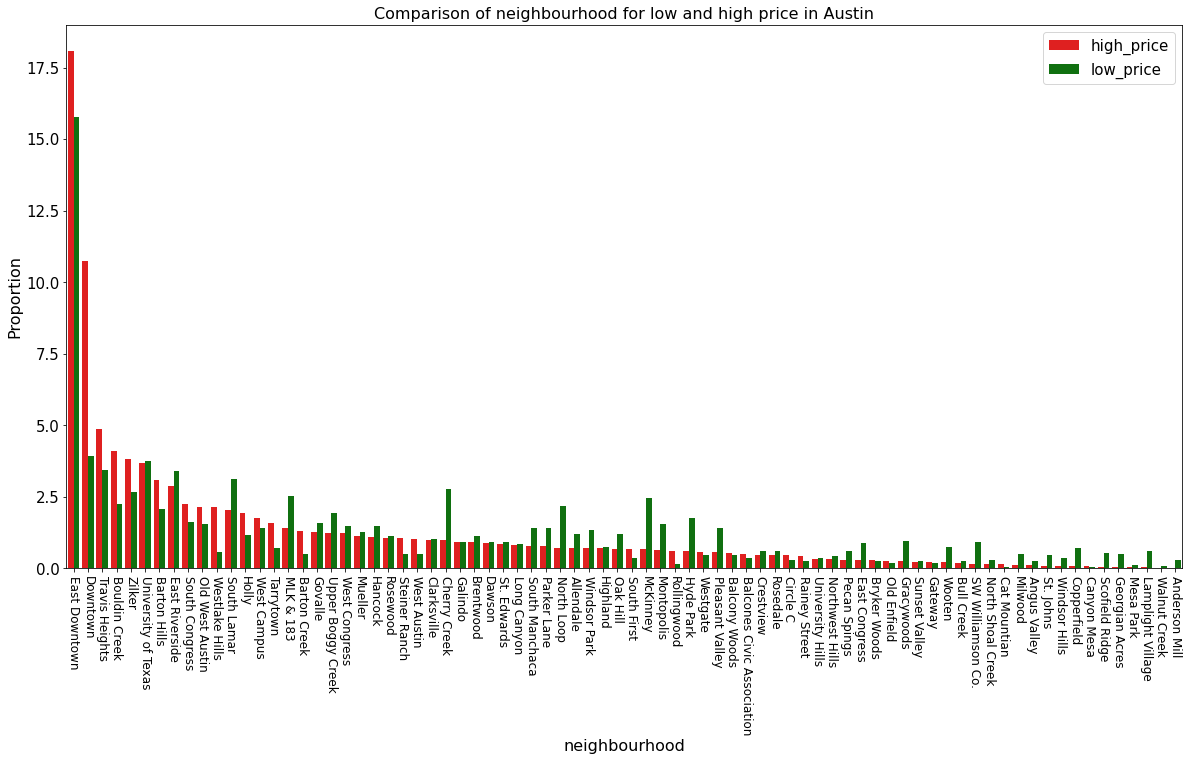 Comparison of neighbourhood for low and high price in Austin
high_price
low_price
Proportion
17.5
15.0
12.5
10.0
7.5
5.0
2.5
0.0
East Downtown
Downtown
Travis Heights
Bouldin Creek
Zilker
University of Texas
Barton Hills
East Riverside
South Congress
Old West Austin
Westlake Hills
South Lamar
Holly
West Campus
Tarrytown
MLK & 183
Barton Creek
Govalle
Upper Boggy Creek
West Congress
Mueller
Hancock
Rosewood
Steiner Ranch
West Austin
Clarksville
Cherry Creek
Galindo
Brentwood
Dawson
St. Edwards
Long Canyon
South Manchaca
Parker Lane
North Loop
Allendale
Windsor Park
Highland
Oak Hill
South First
Mckinney
Montopolis
Rollingwood
Hyde Park
Westgate
Pleasant Valley
Balcony Woods
Balcones Civic Association
Crestview
Rosedale
Circle C
Rainey Street
University Hills
Northwest Hills
Pecan Spings
East Congress
Bryker Woods
Old Enfield
Gracywoods
Sunset Valley
Gateway
Wooten
Bull Creek
SW Williamson Co.
North Shoal Creek
Cat Mountian
Milwood
Angus Valley
St. Johns
Windsor Hills
Copperfield
Canyon Mesa
Scofield Ridge
Georgian Acres
Mesa Park
Lamplight Village
Walnut Creek
Anderson Mill
neighbourhood